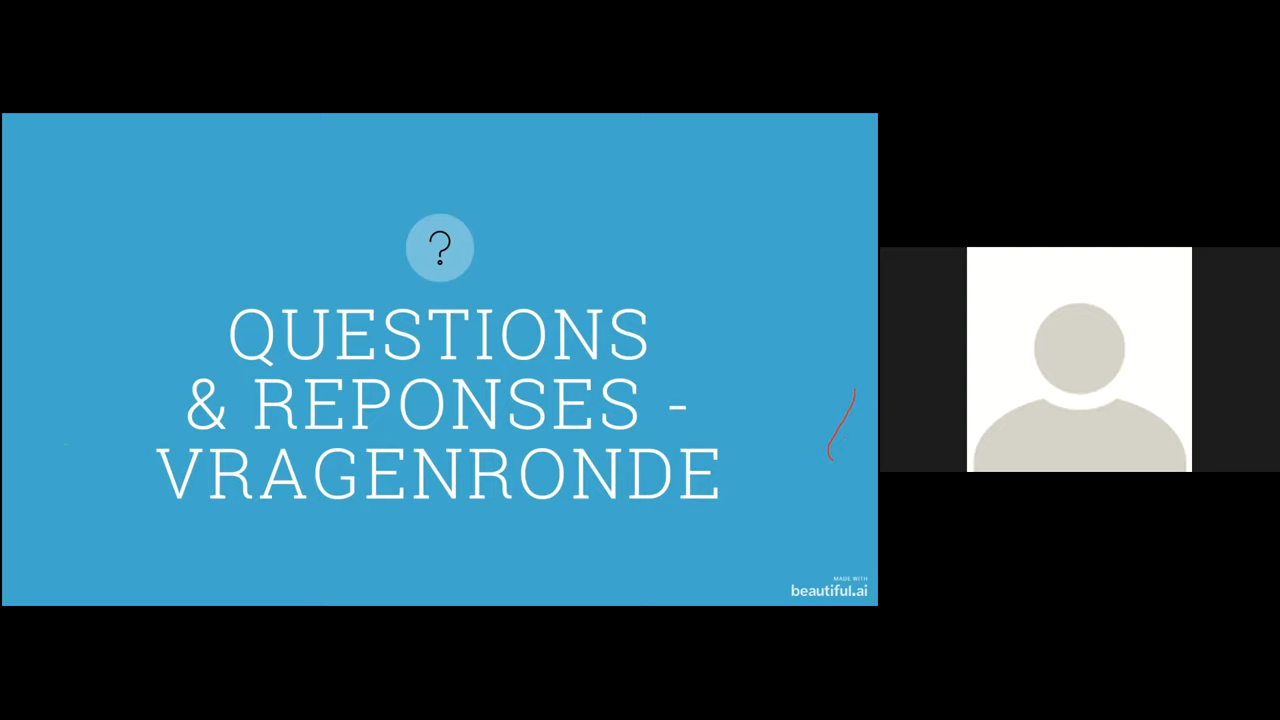 ?
QUESTIONS
& REPONSES -
VRAGENRONDE
MADE WITH
beautiful.ai